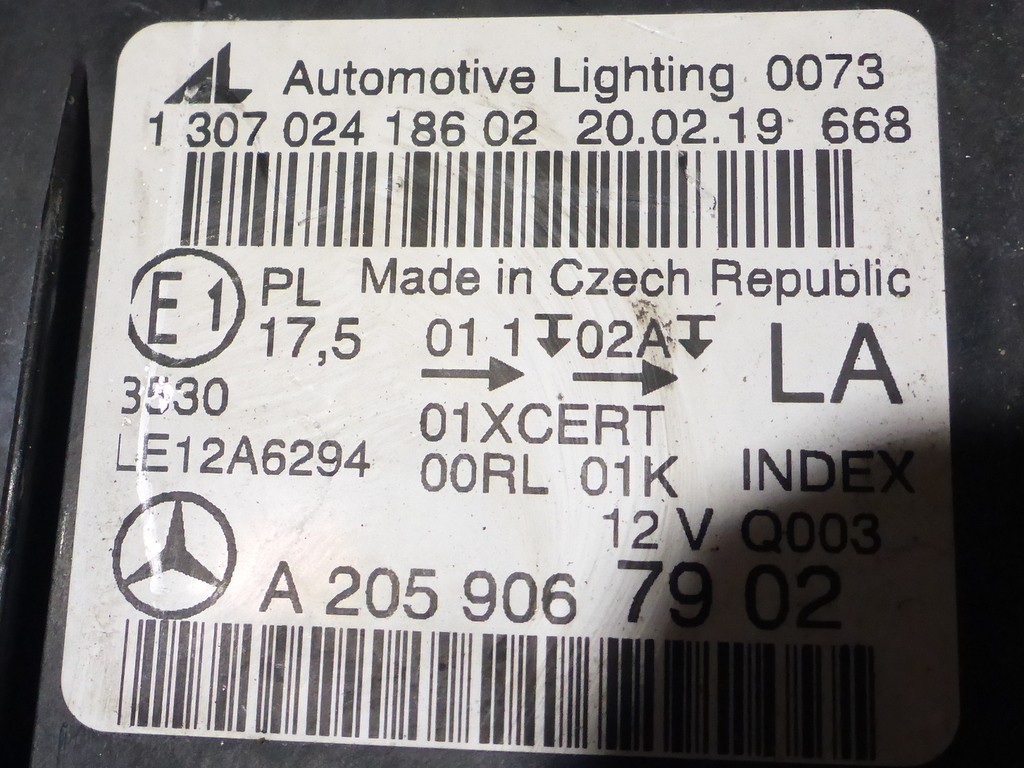 AL Automotive Lighting 0073
1 307 024 186 02 20.02.19 668
E1 PL Made in Czech Republic
17,5 01 1 02A LA
3530
01XCERT
LE12A6294 00RL 01K INDEX
12 V Q003
A 205 906 79 02